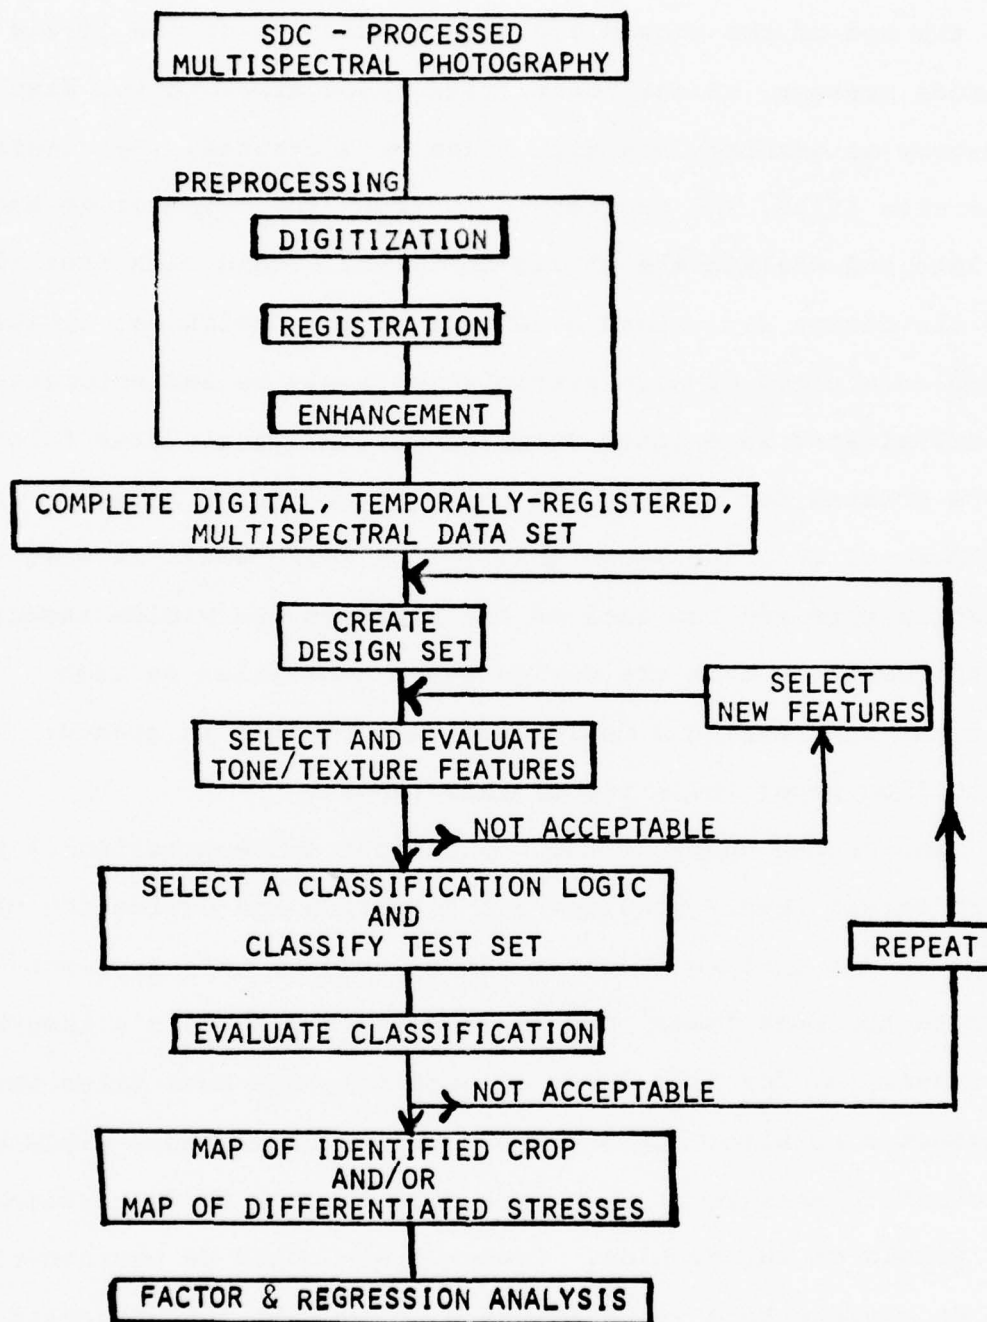 SDC - PROCESSED
MULTISPECTRAL PHOTOGRAPHY
PREPROCESSING
DIGITIZATION
REGISTRATION
ENHANCEMENT
COMPLETE DIGITAL, TEMPORALLY-REGISTERED,
MULTISPECTRAL DATA SET
CREATE
DESIGN SET
SELECT
NEW FEATURES
SELECT AND EVALUATE
TONE/TEXTURE FEATURES
NOT ACCEPTABLE
SELECT A CLASSIFICATION LOGIC
AND
CLASSIFY TEST SET
REPEAT
EVALUATE CLASSIFICATION
NOT ACCEPTABLE
MAP OF IDENTIFIED CROP
AND/OR
MAP OF DIFFERENTIATED STRESSES
FACTOR & REGRESSION ANALYSIS